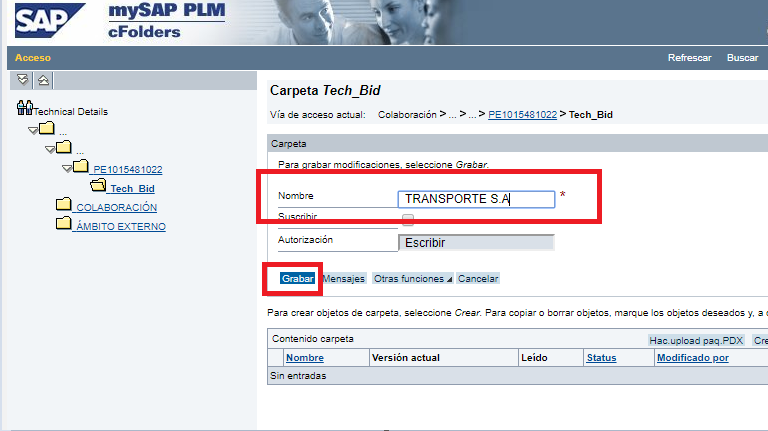 SAP
mySAP PLM
cFolders
Acceso
Refrescar Buscar
Technical Details
...
...
PE1015481022
Tech_Bid
COLABORACIÓN
ÁMBITO EXTERNO
Carpeta Tech_Bid
Vía de acceso actual: Colaboración > ... > ... > PE1015481022 > Tech_Bid
Carpeta
Para grabar modificaciones, seleccione Grabar.
Nombre TRANSPORTE S.A *
Suscribir
Autorización Escribir
Grabar Mensajes Otras funciones Cancelar
Para crear objetos de carpeta, seleccione Crear. Para copiar o borrar objetos, marque los objetos deseados y, a
Contenido carpeta Hac.upload paq.PDX Cre
Nombre Versión actual Leído Status Modificado por
Sin entradas